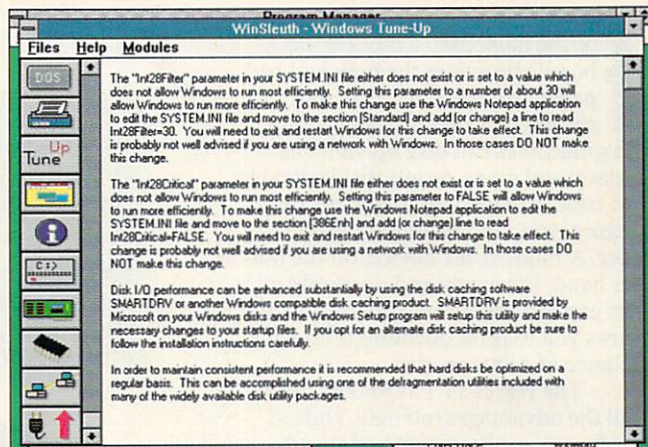 Program Manager
WinSleuth - Windows Tune-Up
Files Help Modules
DOS
Tune Up
C:>
The "Int28Filter" parameter in your SYSTEM.INI file either does not exist or is set to a value which
does not allow Windows to run most efficiently. Setting this parameter to a number of about 30 will
allow Windows to run more efficiently. To make this change use the Windows Notepad application
to edit the SYSTEM.INI file and move to the section [Standard] and add (or change) a line to read
Int28Filter=30. You will need to exit and restart Windows for this change to take effect. This change
is probably not well advised if you are using a network with Windows. In those cases DO NOT make
this change.
The "Int28Critical" parameter in your SYSTEM.INI file either does not exist or is set to a value which
does not allow Windows to run most efficiently. Setting this parameter to FALSE will allow Windows
to run more efficiently. To make this change use the Windows Notepad application to edit the
SYSTEM.INI file and move to the section [386Enh] and add (or change) a line to read
Int28Critical=FALSE. You will need to exit and restart Windows for this change to take effect. This
change is probably not well advised if you are using a network with Windows. In those cases DO
NOT make this change.
Disk I/O performance can be enhanced substantially by using the disk caching software
SMARTDRV or another Windows compatible disk caching product. SMARTDRV is provided by
Microsoft on your Windows disks and the Windows Setup program will setup this utility and make the
necessary changes to your startup files. If you opt for an alternate disk caching product be sure to
follow the installation instructions carefully.
In order to maintain consistent performance it is recommended that hard disks be optimized on a
regular basis. This can be accomplished using one of the defragmentation utilities included with
many of the widely available disk utility packages.